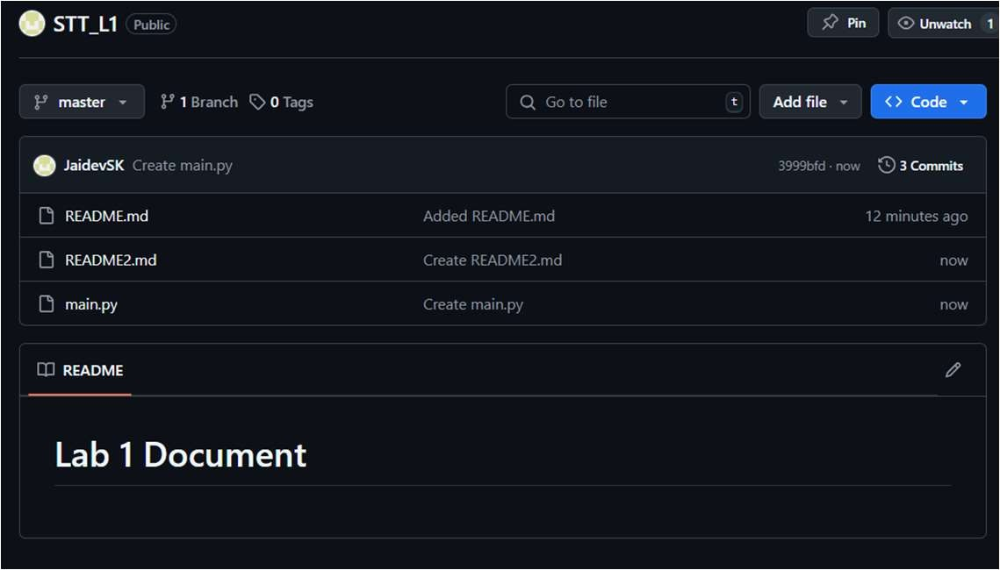 STT_L1 Public Pin Unwatch 1
master 1 Branch 0 Tags Go to file t Add file Code
JaidevSK Create main.py 3999bfd · now 3 Commits
README.md Added README.md 12 minutes ago
README2.md Create README2.md now
main.py Create main.py now
README
Lab 1 Document